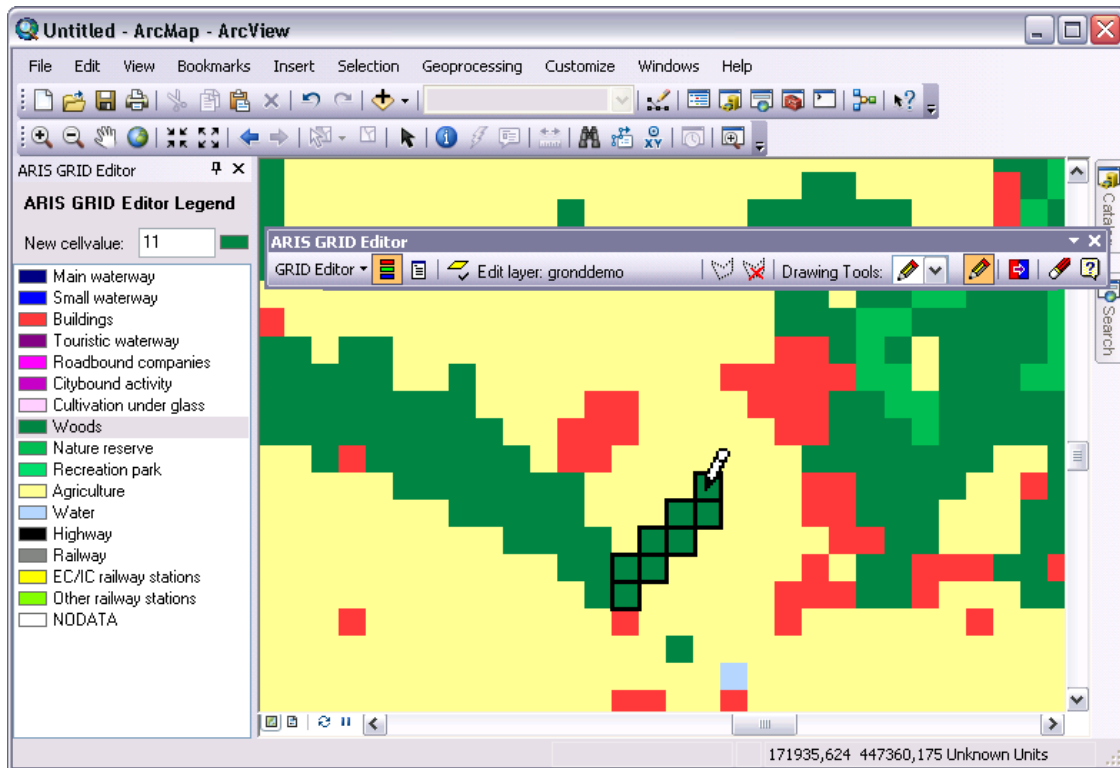 Untitled - ArcMap - ArcView
File Edit View Bookmarks Insert Selection Geoprocessing Customize Windows Help
XY
ARIS GRID Editor
ARIS GRID Editor Legend
New cellvalue: 11
ARIS GRID Editor
GRID Editor Edit layer: gronddemo Drawing Tools:
Main waterway
Small waterway
Buildings
Touristic waterway
Roadbound companies
Citybound activity
Cultivation under glass
Woods
Nature reserve
Recreation park
Agriculture
Water
Highway
Railway
EC/IC railway stations
Other railway stations
NODATA
Search
171935,624 447360,175 Unknown Units